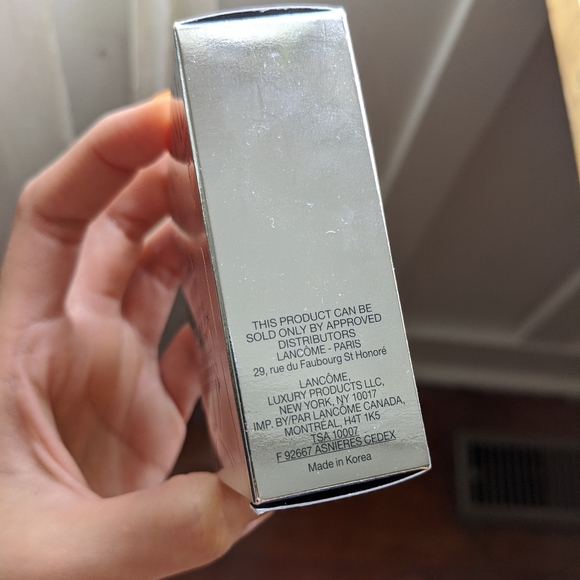 THIS PRODUCT CAN BE
SOLD ONLY BY APPROVED
DISTRIBUTORS
LANCÔME - PARIS
29, rue du Faubourg St Honoré
LANCÔME,
LUXURY PRODUCTS LLC,
NEW YORK, NY 10017
IMP. BY/PAR LANCÔME CANADA,
MONTRÉAL, H4T 1K5
TSA 10007
F 92667 ASNIERES CEDEX
Made in Korea